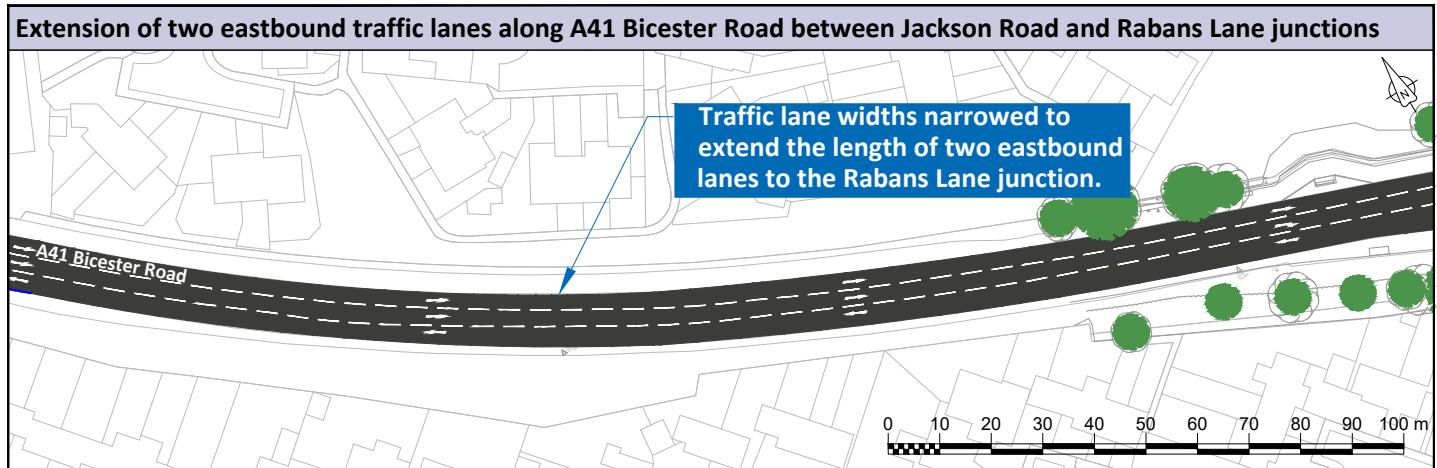 Extension of two eastbound traffic lanes along A41 Bicester Road between Jackson Road and Rabans Lane junctions
Traffic lane widths narrowed to
extend the length of two eastbound
lanes to the Rabans Lane junction.
N
A41 Bicester Road
0 10 20 30 40 50 60 70 80 90 100 m